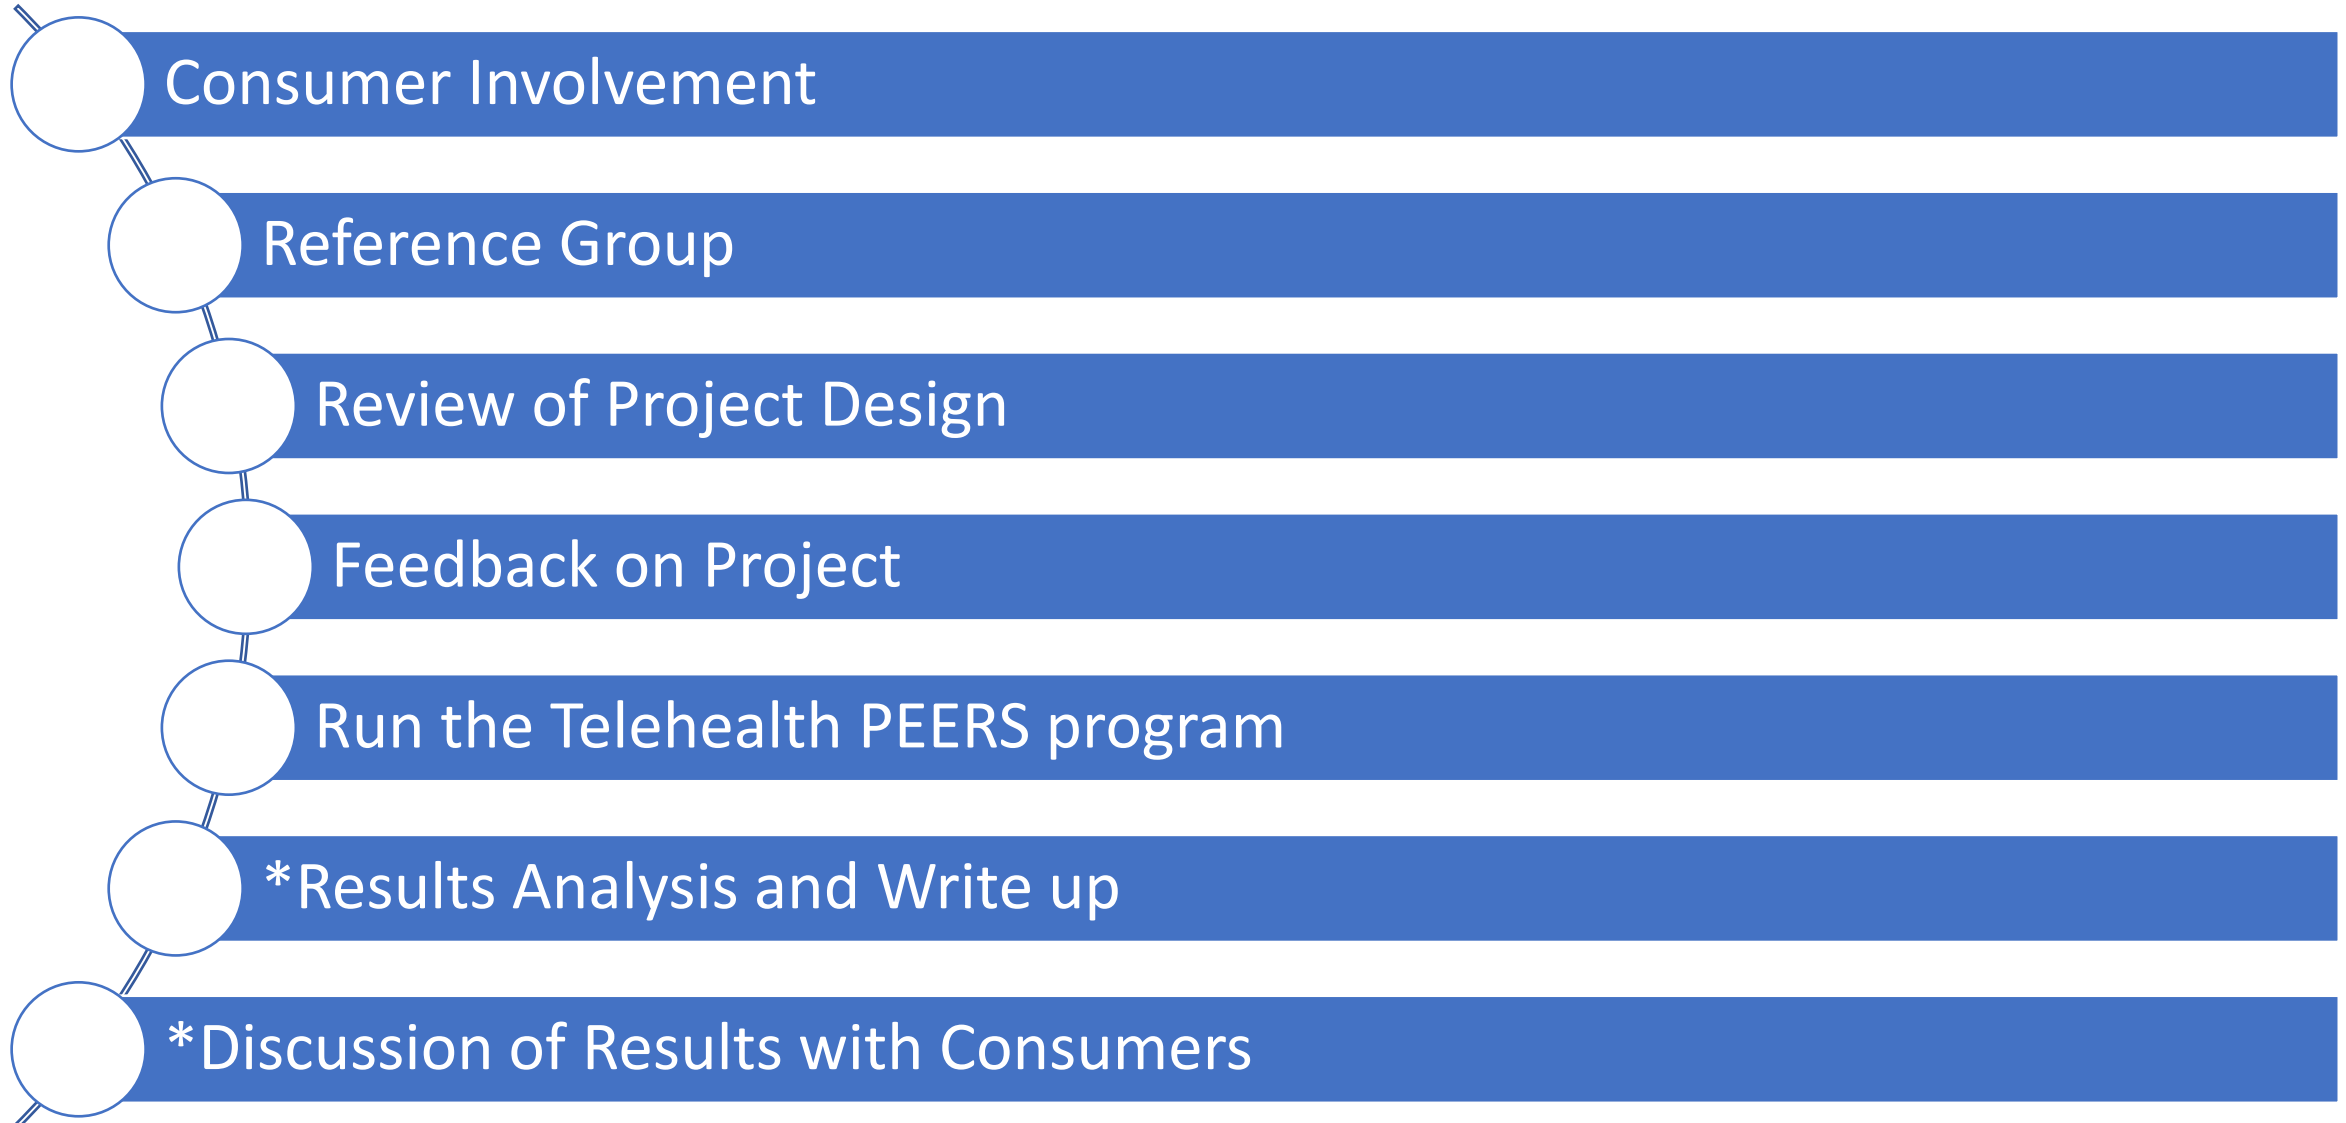 Consumer Involvement
Reference Group
Review of Project Design
Feedback on Project
Run the Telehealth PEERS program
*Results Analysis and Write up
*Discussion of Results with Consumers